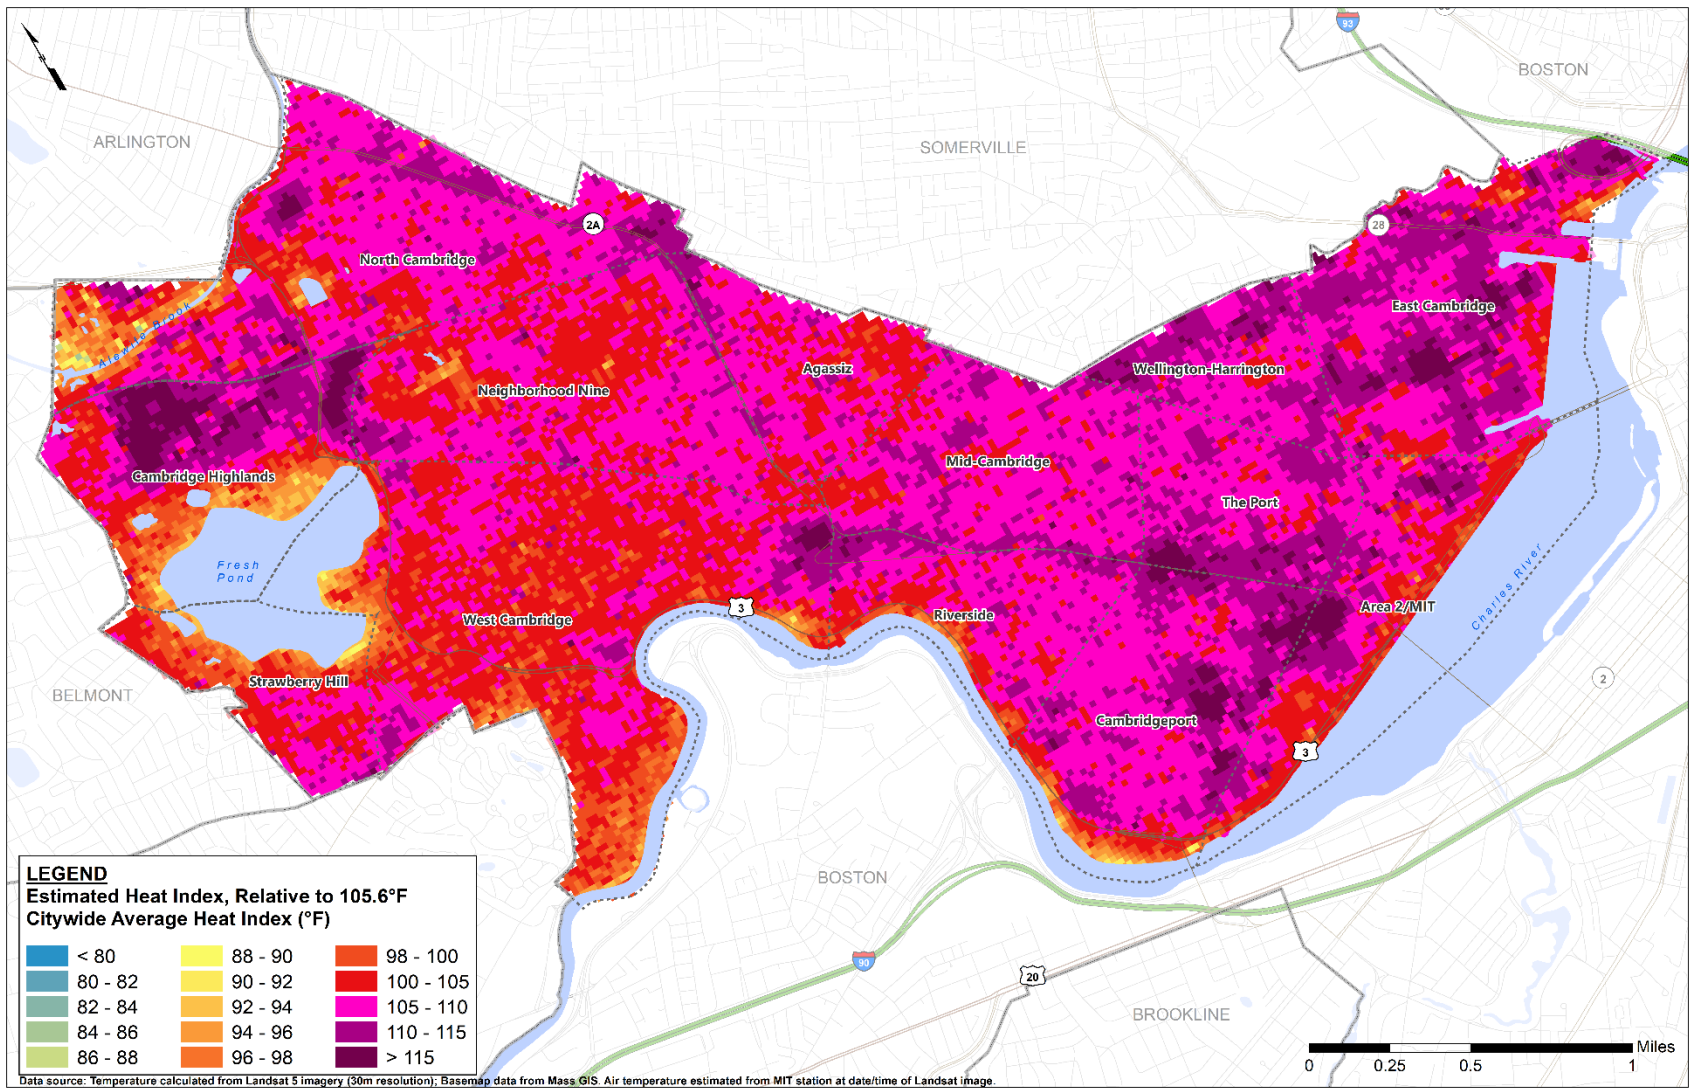 93
BOSTON
ARLINGTON
SOMERVILLE
2A
28
North Cambridge
East Cambridge
Alewife Brook
Agassiz
Wellington-Harrington
Neighborhood Nine
Mid-Cambridge
Cambridge Highlands
The Port
Fresh
Pond
Charles River
3
Area 2/MIT
Riverside
West Cambridge
Strawberry Hill
BELMONT
2
Cambridgeport
3
BOSTON
90
20
BROOKLINE
LEGEND
Estimated Heat Index, Relative to 105.6°F
Citywide Average Heat Index (°F)
< 80 88 - 90 98 - 100
80 - 82 90 - 92 100 - 105
82 - 84 92 - 94 105 - 110
84 - 86 94 - 96 110 - 115
86 - 88 96 - 98 > 115
Miles
0 0.25 0.5 1
Data source: Temperature calculated from Landsat 5 imagery (30m resolution); Basemap data from Mass GIS. Air temperature estimated from MIT station at date/time of Landsat image.